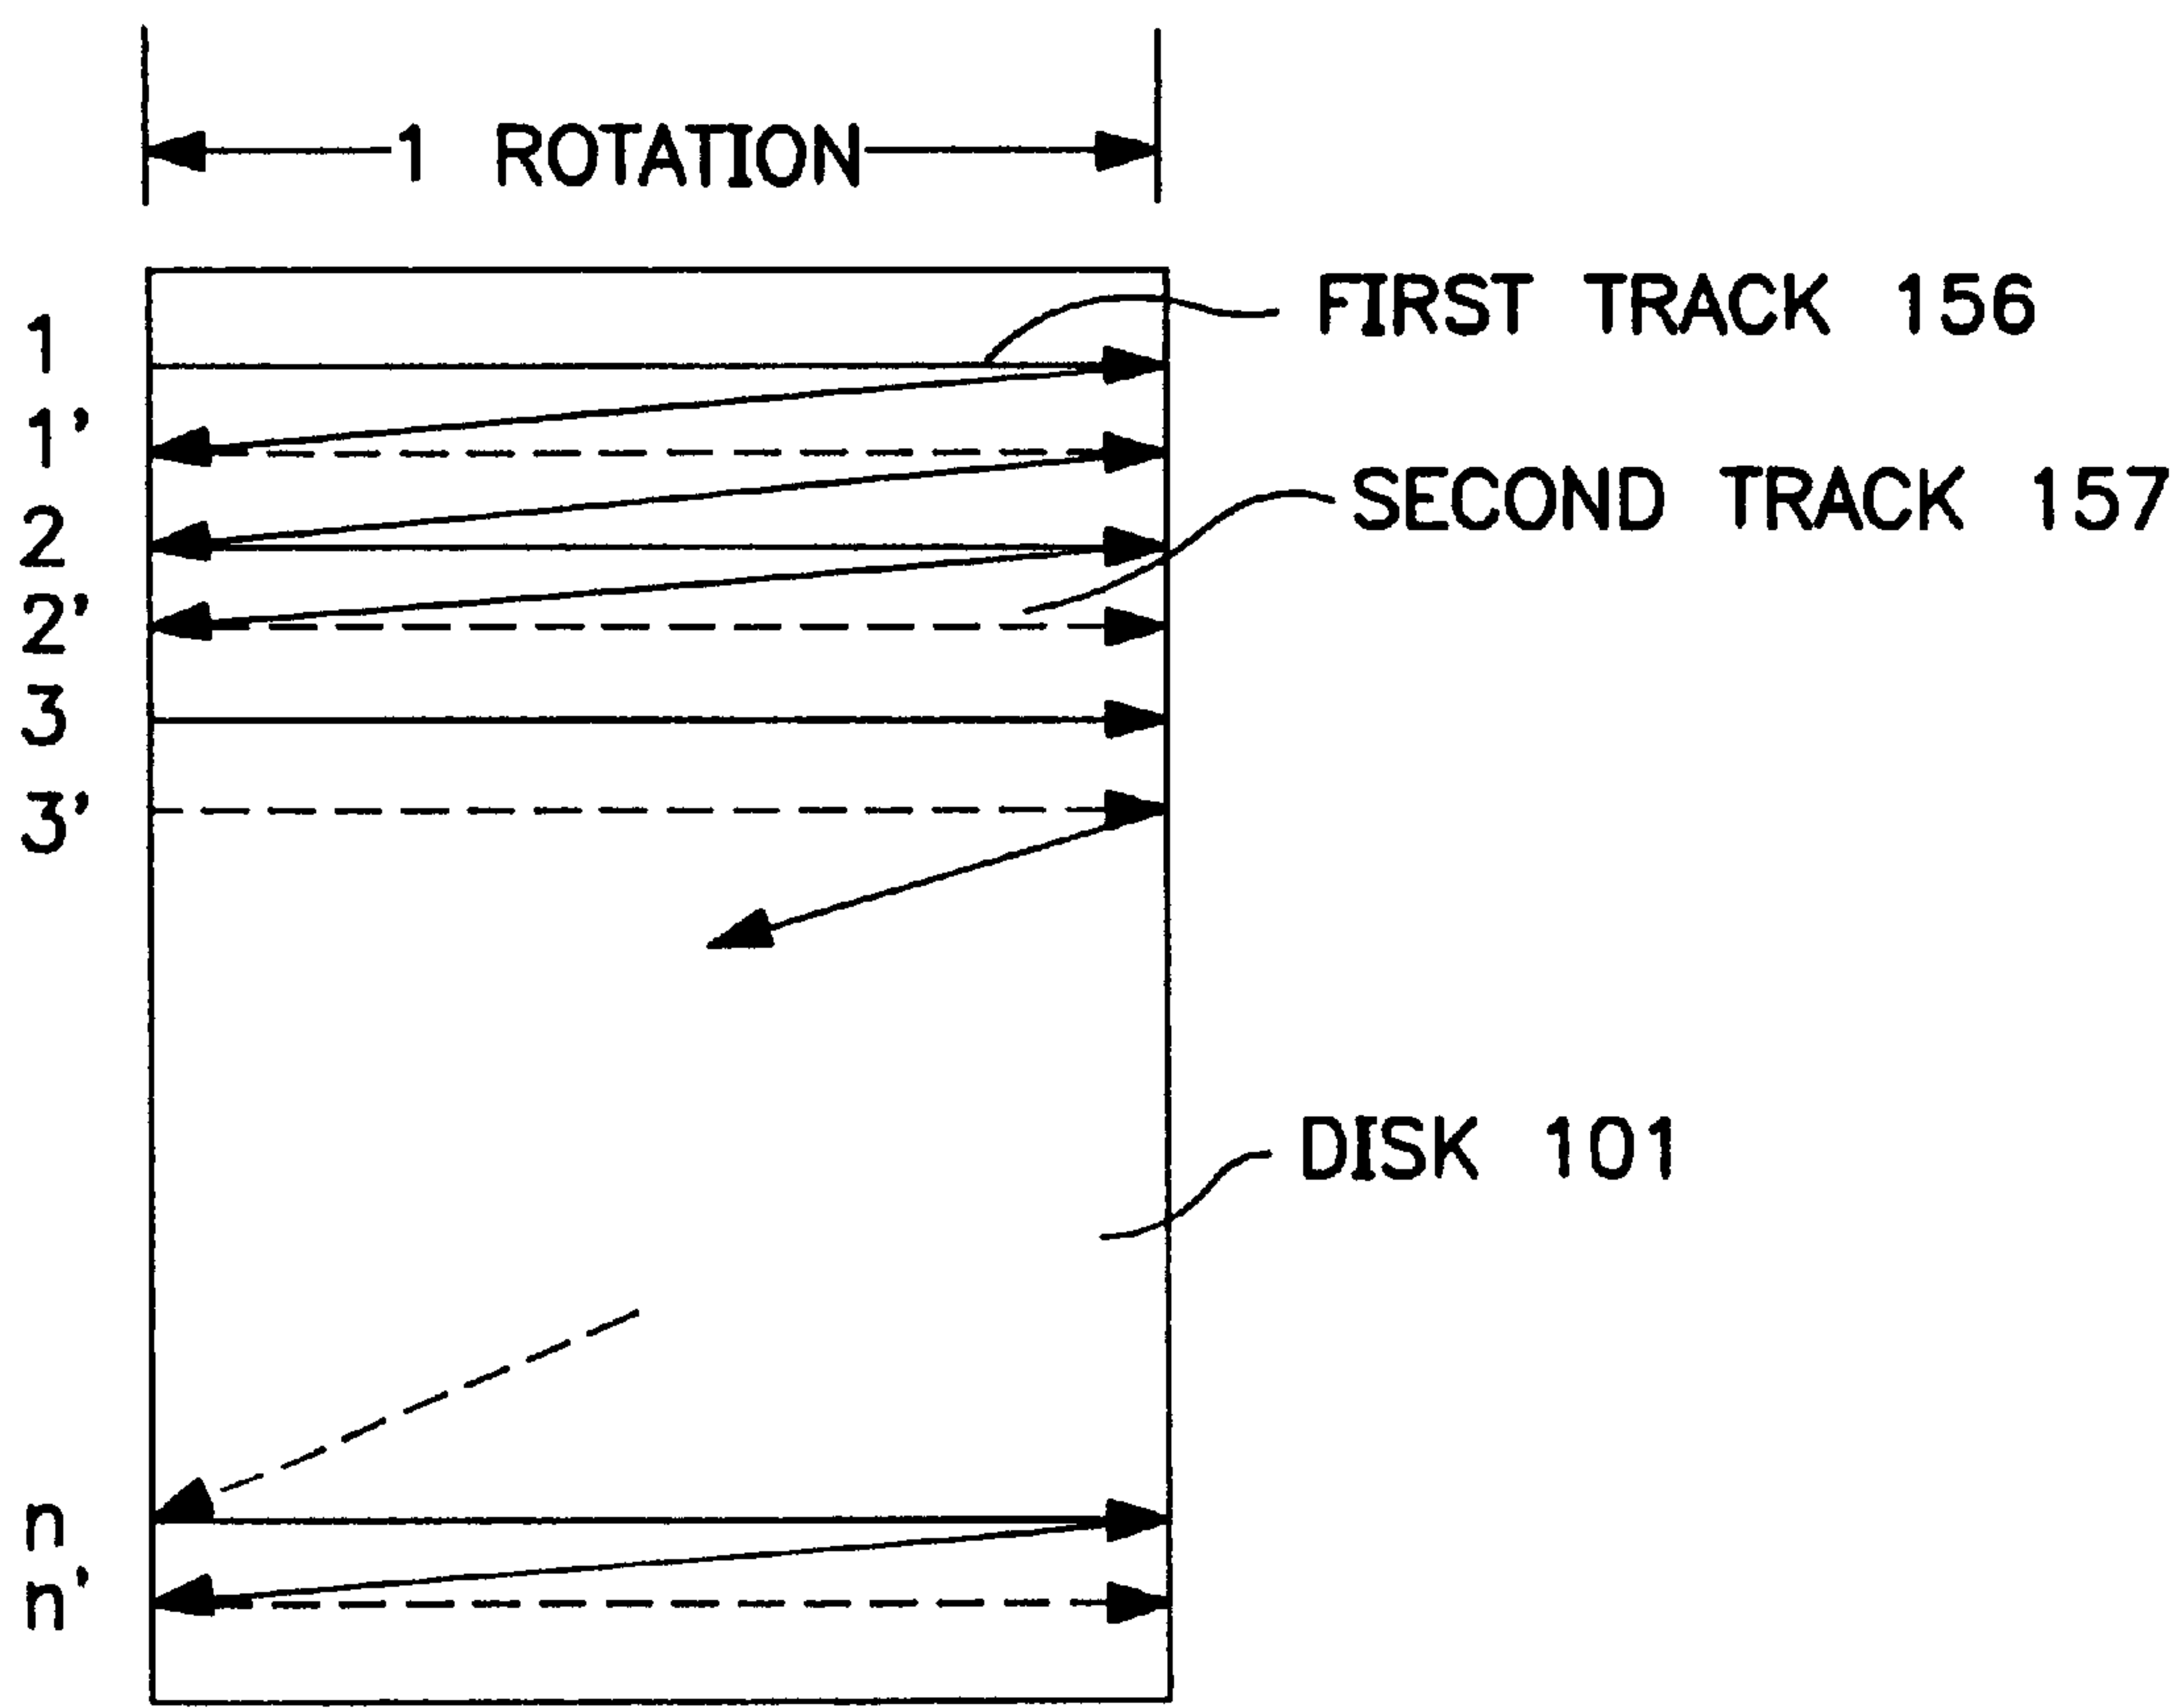 1 ROTATION
FIRST TRACK 156
1
1'
SECOND TRACK 157
2
2'
3
3'
DISK 101
n
n'